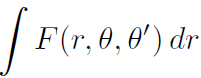 ∫ F(r, θ, θ′) dr